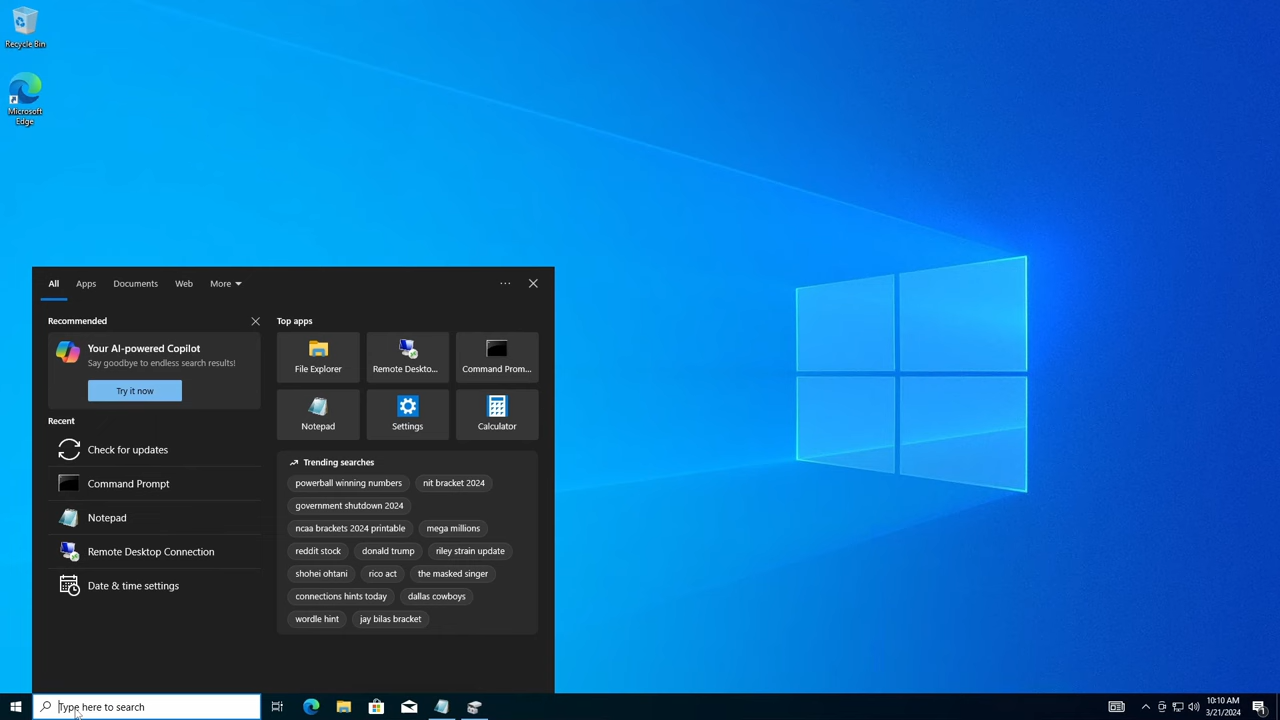 Recycle Bin
Microsoft
Edge
All
Apps
Documents
Web
More
Recommended
Your AI-powered Copilot
Say goodbye to endless search results!
Try it now
Recent
Check for updates
Command Prompt
Notepad
Remote Desktop Connection
Date & time settings
Top apps
File Explorer
Remote Deskto...
Command Prom...
Notepad
Settings
Calculator
Trending searches
powerball winning numbers
nit bracket 2024
government shutdown 2024
ncaa brackets 2024 printable
mega millions
reddit stock
donald trump
riley strain update
shohei ohtani
rico act
the masked singer
connections hints today
dallas cowboys
wordle hint
jay bilas bracket
Type here to search
10:10 AM
3/21/2024
1